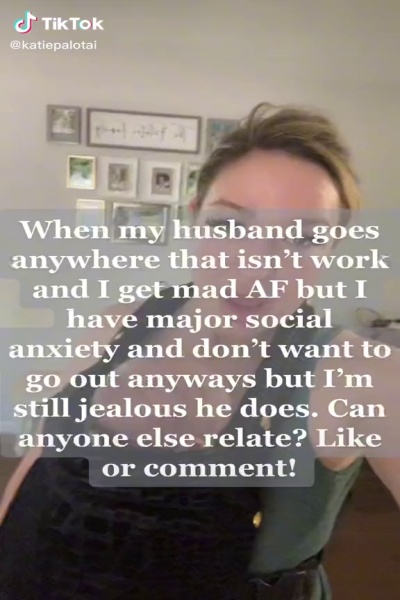 TikTok
@katiepalotai
When my husband goes
anywhere that isn't work
and I get mad AF but I
have major social
anxiety and don't want to
go out anyways but I'm
still jealous he does. Can
anyone else relate? Like
or comment!